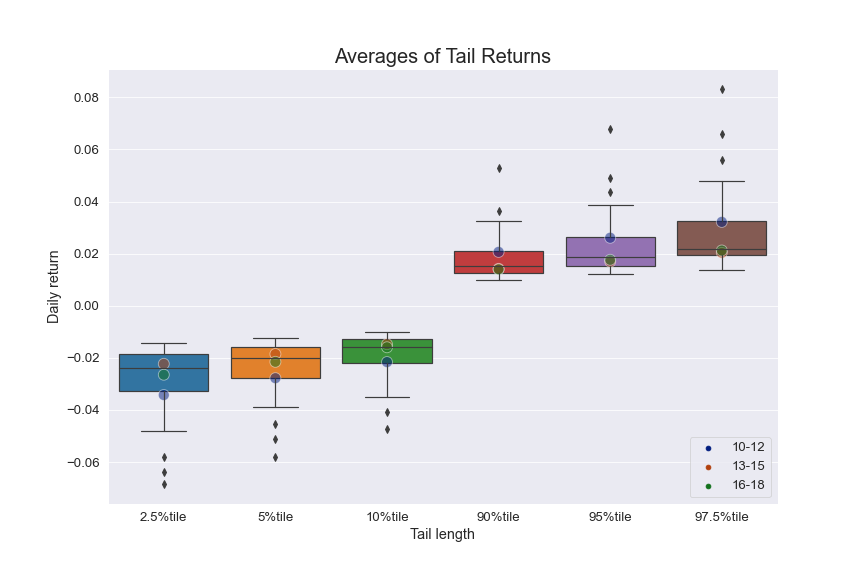 Averages of Tail Returns
0.08
0.06
0.04
0.02
0.00
−0.02
−0.04
−0.06
Daily return
2.5%tile 5%tile 10%tile 90%tile 95%tile 97.5%tile
Tail length
10-12
13-15
16-18